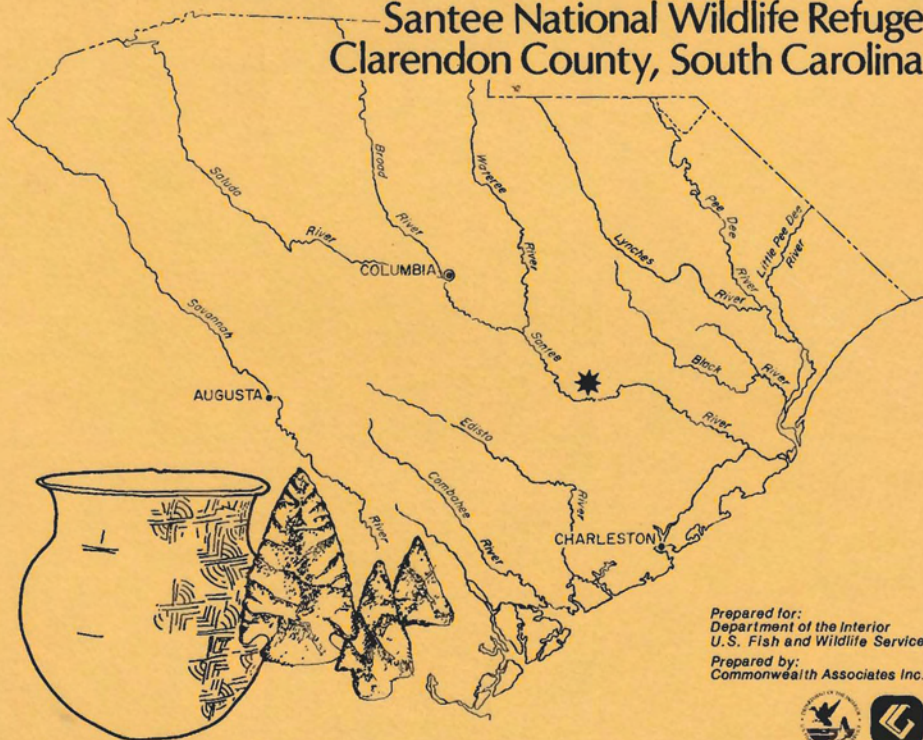 Santee National Wildlife Refuge
Clarendon County, South Carolina
Saluda
River
Broad
River
Wateree
River
Lynches
River
Pee Dee
River
Little Pee Dee
River
COLUMBIA
Savannah
River
Santee
River
Black
River
AUGUSTA
Edisto
River
Combahee
River
CHARLESTON
Prepared for:
Department of the Interior
U.S. Fish and Wildlife Service
Prepared by:
Commonwealth Associates Inc.